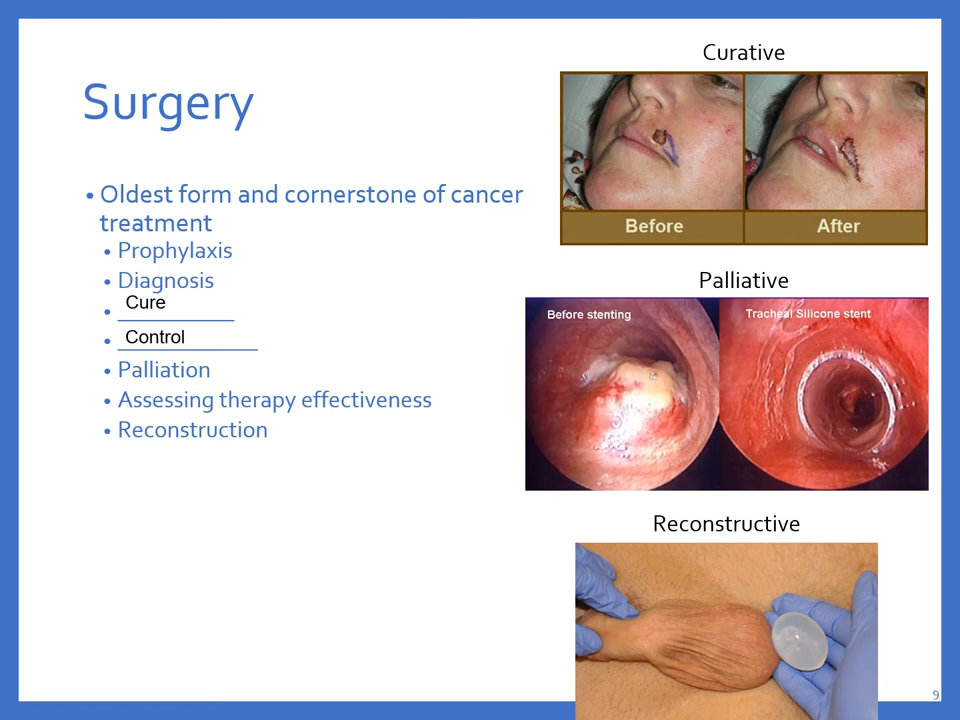 Surgery
• Oldest form and cornerstone of cancer
treatment
• Prophylaxis
• Diagnosis
• Cure
• Control
• Palliation
• Assessing therapy effectiveness
• Reconstruction
Curative
Before After
Palliative
Before stenting Tracheal Silicone stent
Reconstructive
9